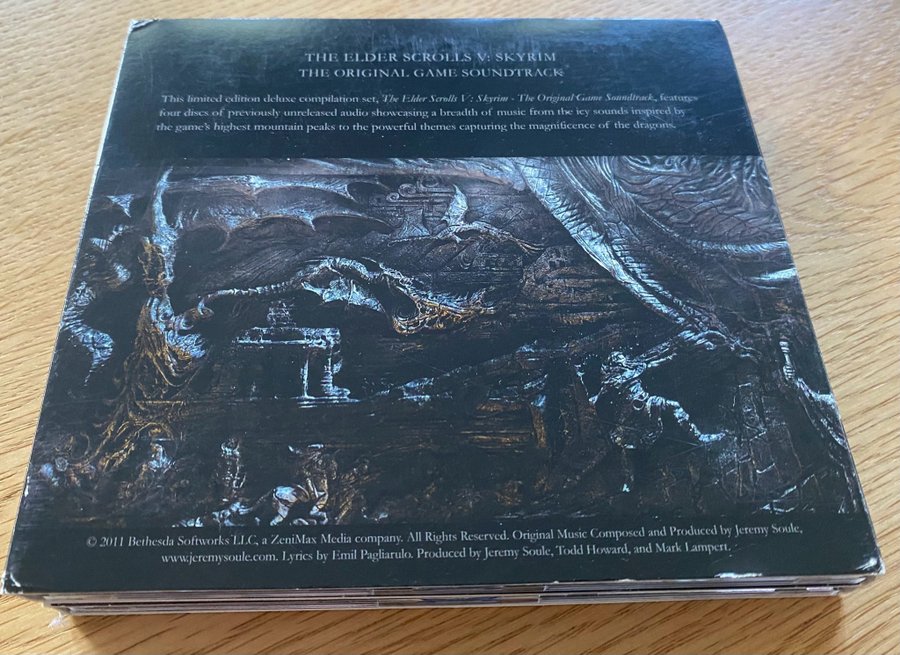 THE ELDER SCROLLS V: SKYRIM
THE ORIGINAL GAME SOUNDTRACK
This limited edition deluxe compilation set, The Elder Scrolls V: Skyrim - The Original Game Soundtrack, features
four discs of previously unreleased audio showcasing a breadth of music from the icy sounds inspired by
the game's highest mountain peaks to the powerful themes capturing the magnificence of the dragons.
© 2011 Bethesda Softworks LLC, a ZeniMax Media company. All Rights Reserved. Original Music Composed and Produced by Jeremy Soule,
www.jeremysoule.com. Lyrics by Emil Pagliarulo. Produced by Jeremy Soule, Todd Howard, and Mark Lampert.